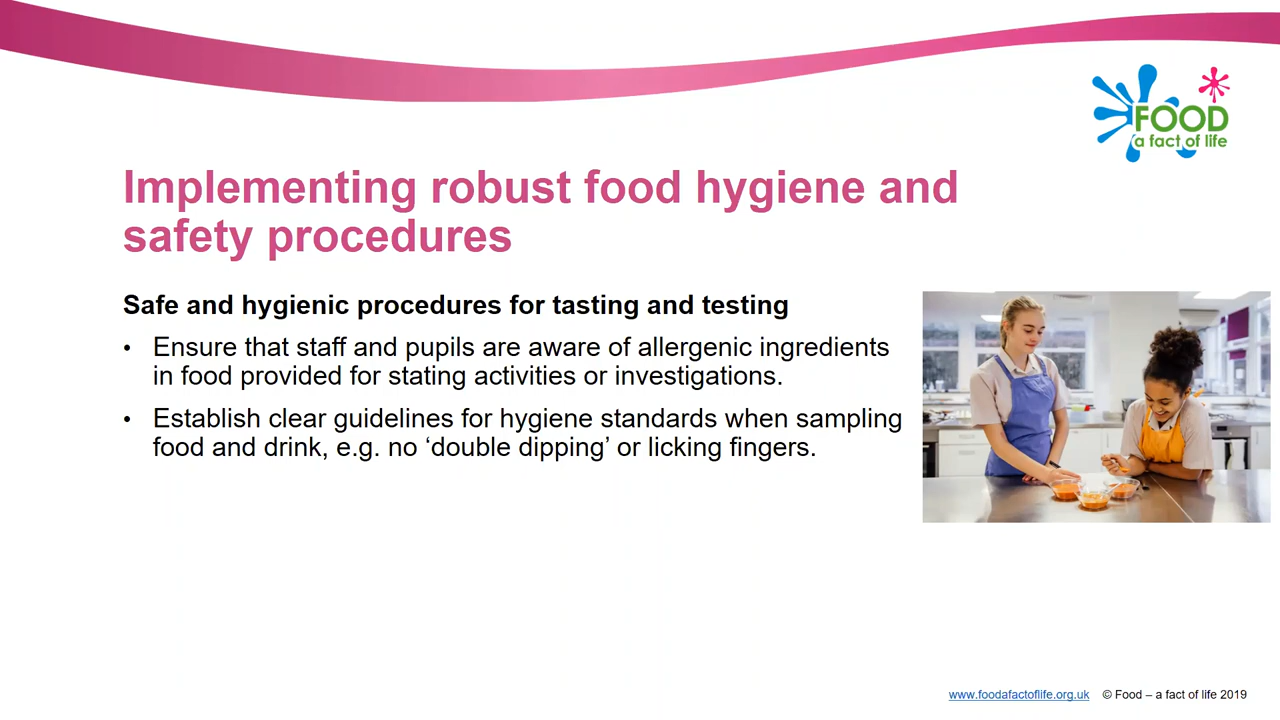 FOOD
a fact of life
Implementing robust food hygiene and
safety procedures
Safe and hygienic procedures for tasting and testing
• Ensure that staff and pupils are aware of allergenic ingredients
in food provided for stating activities or investigations.
• Establish clear guidelines for hygiene standards when sampling
food and drink, e.g. no ‘double dipping’ or licking fingers.
www.foodafactoflife.org.uk © Food – a fact of life 2019